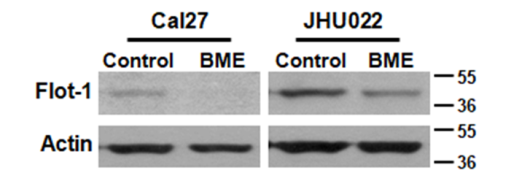 Cal27 JHU022
Control BME Control BME
Flot-1 55
36
Actin 55
36